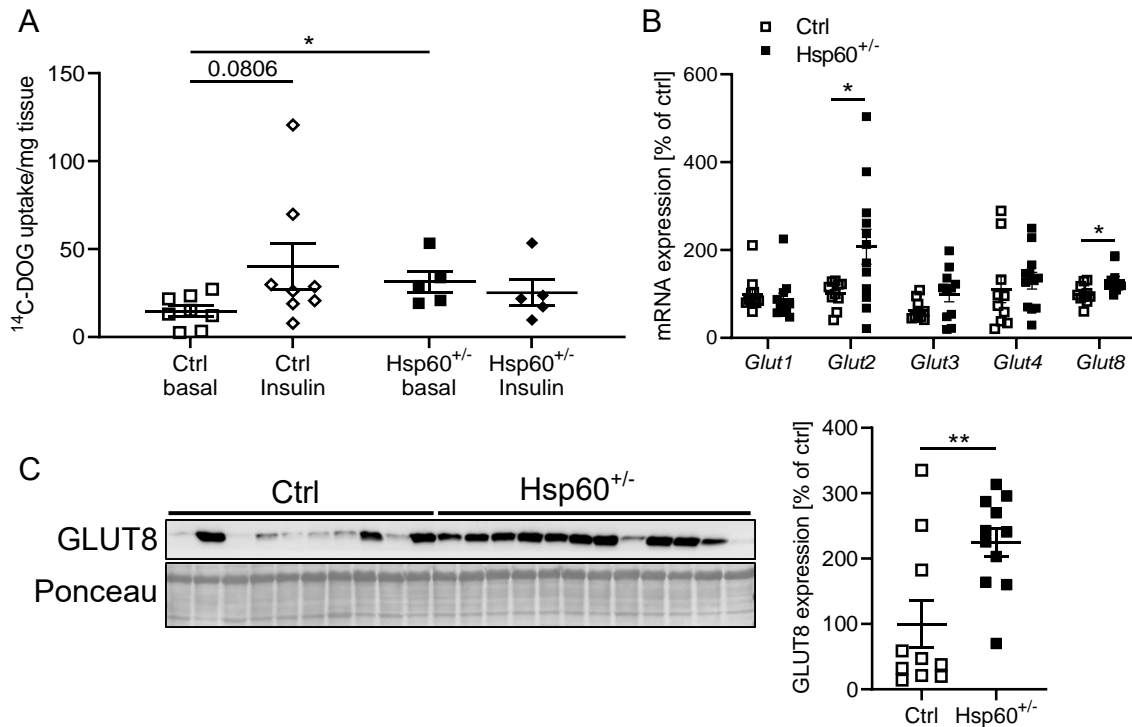 A
*
0.0806
150
100
50
0
¹⁴C-DOG uptake/mg tissue
Ctrl
basal
Ctrl
Insulin
Hsp60⁺/⁻
basal
Hsp60⁺/⁻
Insulin
B
Ctrl
Hsp60⁺/⁻
600
400
200
0
mRNA expression [% of ctrl]
*
*
Glut1
Glut2
Glut3
Glut4
Glut8
C
Ctrl
Hsp60⁺/⁻
GLUT8
Ponceau
400
300
200
100
0
GLUT8 expression [% of ctrl]
**
Ctrl
Hsp60⁺/⁻